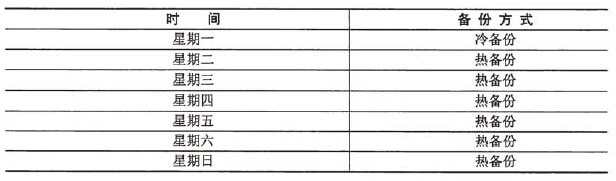 时 间 备 份 方 式
星期一 冷备份
星期二 热备份
星期三 热备份
星期四 热备份
星期五 热备份
星期六 热备份
星期日 热备份